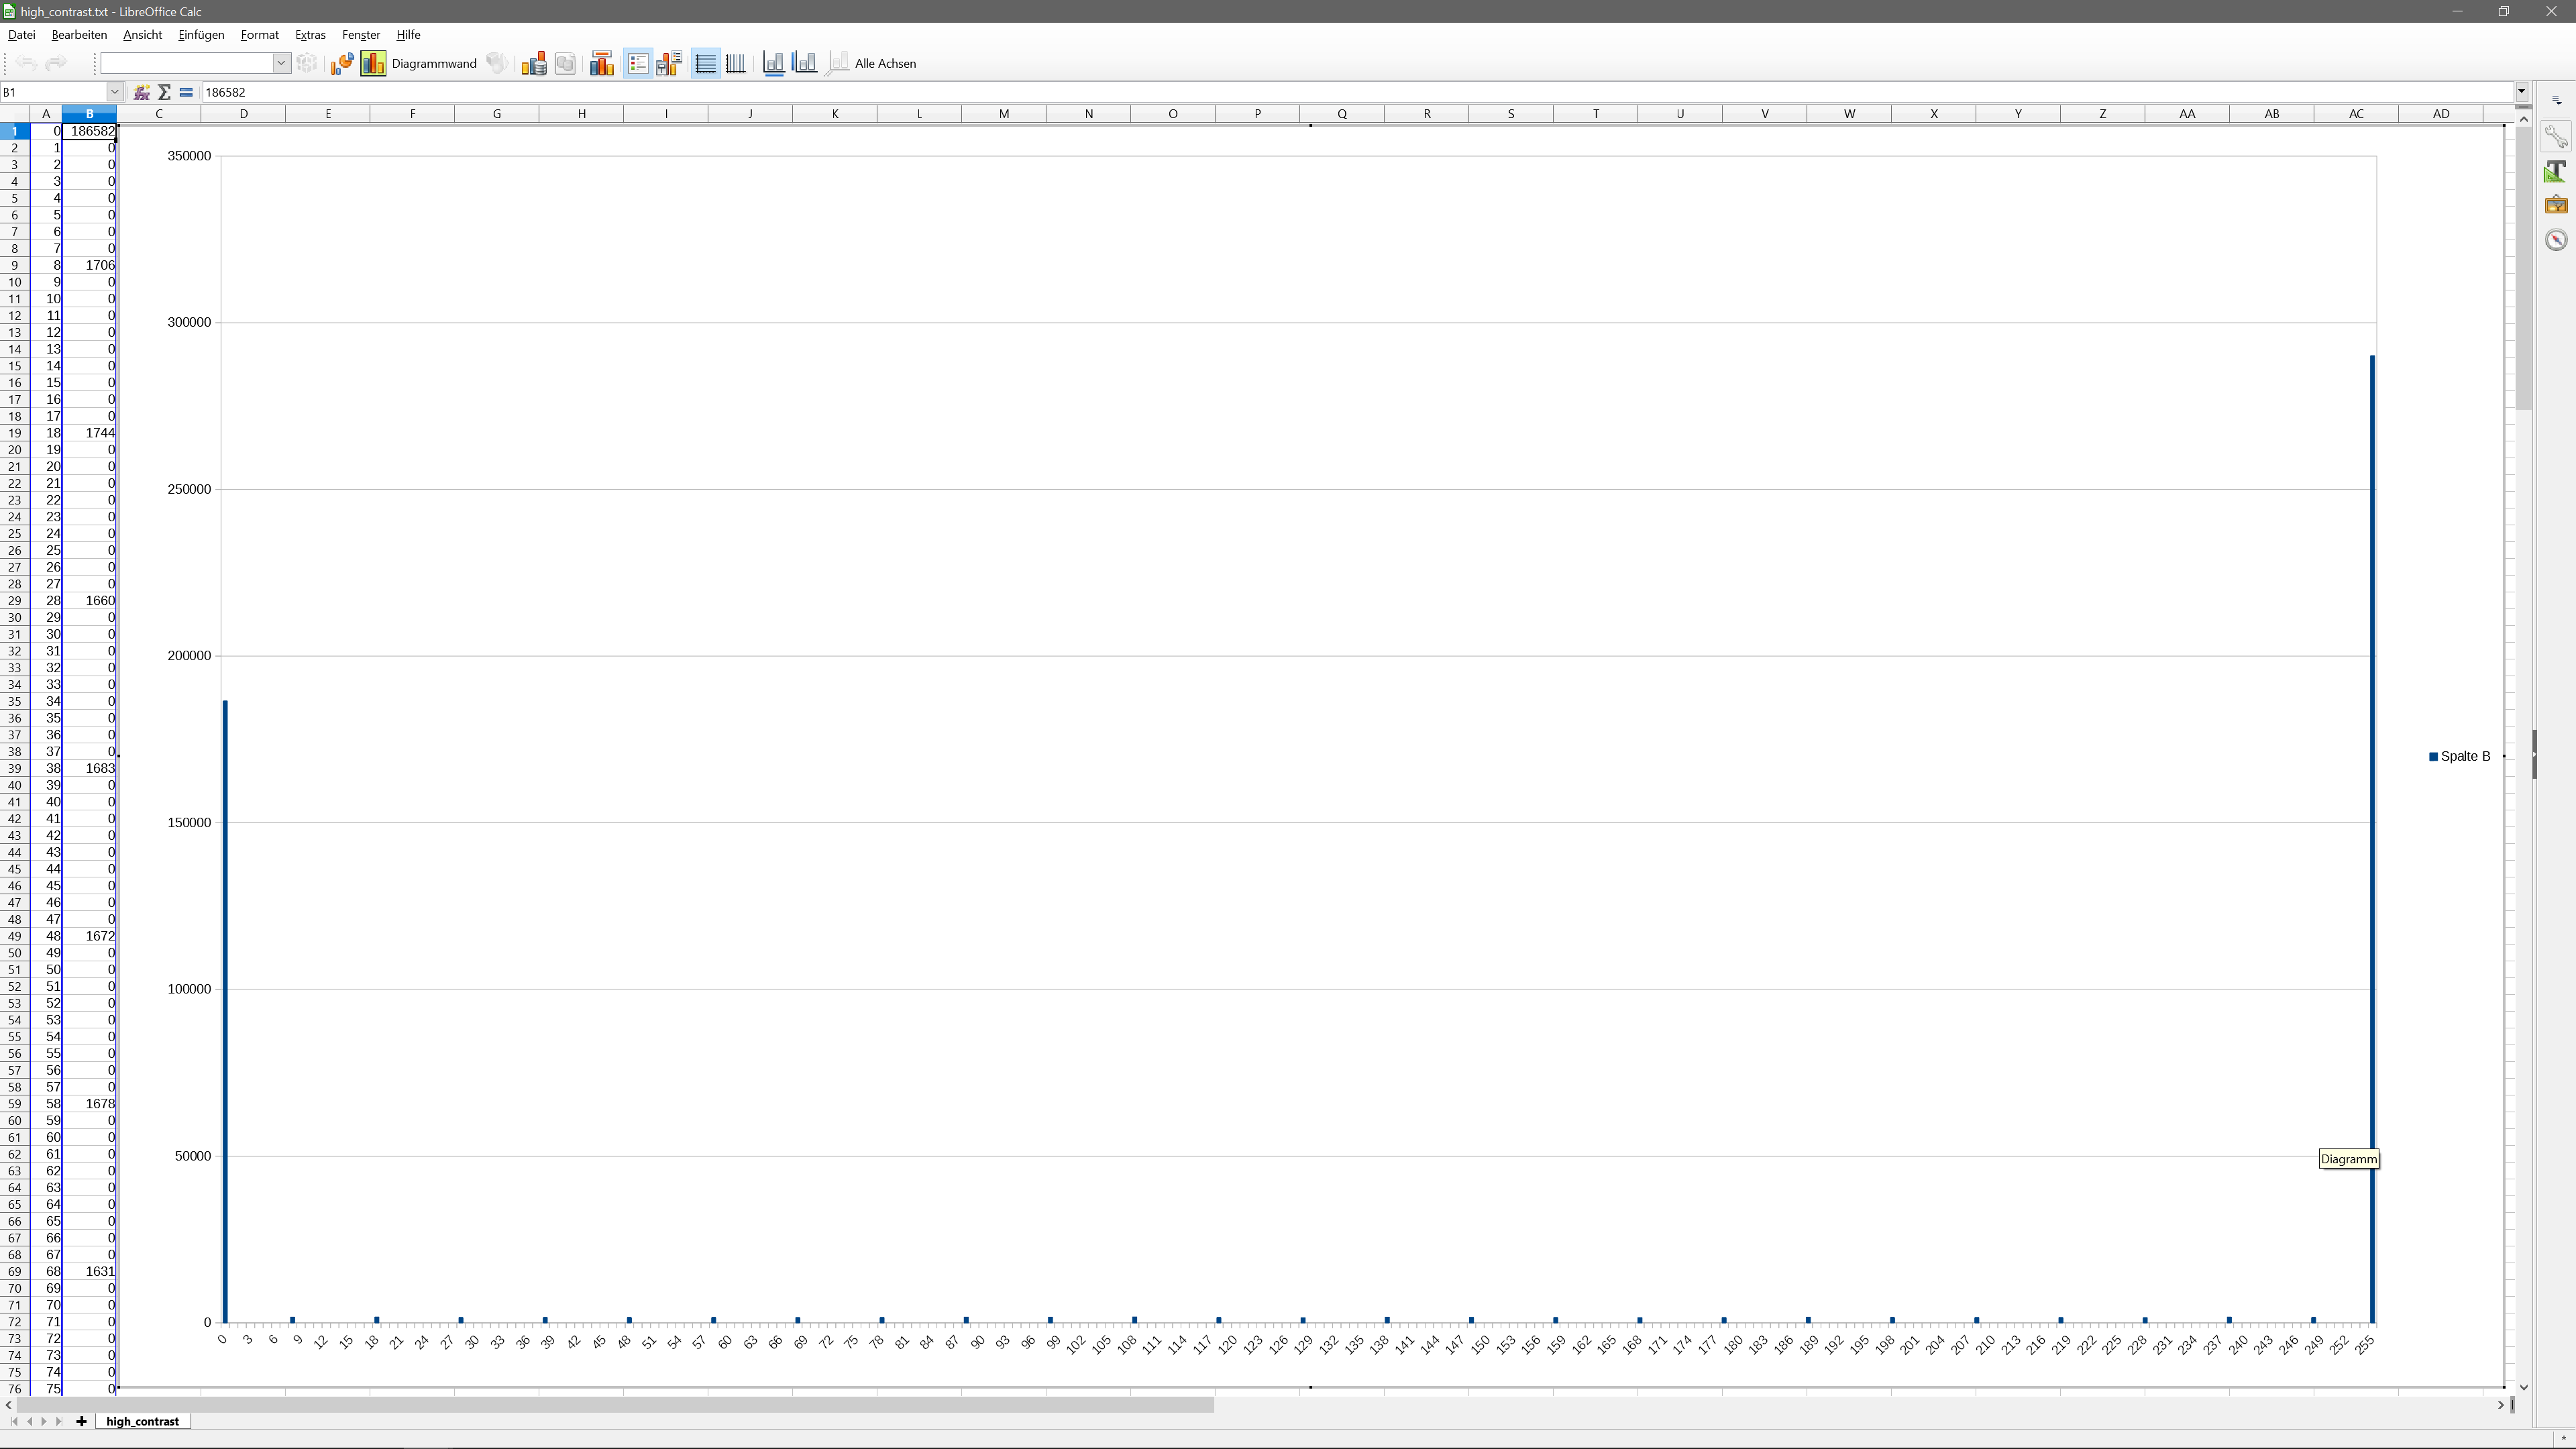 high_contrast.txt - LibreOffice Calc
Datei Bearbeiten Ansicht Einfügen Format Extras Fenster Hilfe
Diagrammwand Alle Achsen
B1 186582
A B C D E F G H I J K L M N O P Q R S T U V W X Y Z AA AB AC AD
1 0 186582
2 1 0
3 2 0
4 3 0
5 4 0
6 5 0
7 6 0
8 7 0
9 8 1706
10 9 0
11 10 0
12 11 0
13 12 0
14 13 0
15 14 0
16 15 0
17 16 0
18 17 0
19 18 1744
20 19 0
21 20 0
22 21 0
23 22 0
24 23 0
25 24 0
26 25 0
27 26 0
28 27 0
29 28 1660
30 29 0
31 30 0
32 31 0
33 32 0
34 33 0
35 34 0
36 35 0
37 36 0
38 37 0
39 38 1683
40 39 0
41 40 0
42 41 0
43 42 0
44 43 0
45 44 0
46 45 0
47 46 0
48 47 0
49 48 1672
50 49 0
51 50 0
52 51 0
53 52 0
54 53 0
55 54 0
56 55 0
57 56 0
58 57 0
59 58 1678
60 59 0
61 60 0
62 61 0
63 62 0
64 63 0
65 64 0
66 65 0
67 66 0
68 67 0
69 68 1631
70 69 0
71 70 0
72 71 0
73 72 0
74 73 0
75 74 0
76 75 0
350000
300000
250000
200000
150000
100000
50000
0
0 3 6 9 12 15 18 21 24 27 30 33 36 39 42 45 48 51 54 57 60 63 66 69 72 75 78 81 84 87 90 93 96 99 102 105 108 111 114 117 120 123 126 129 132 135 138 141 144 147 150 153 156 159 162 165 168 171 174 177 180 183 186 189 192 195 198 201 204 207 210 213 216 219 222 225 228 231 234 237 240 243 246 249 252 255
Spalte B
Diagramm
high_contrast